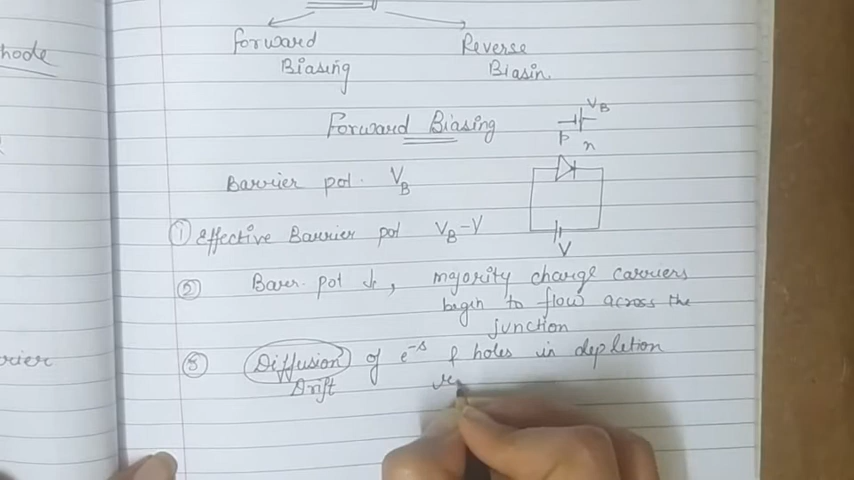 hode
Forward
Biasing
Reverse
Biasin
Forward Biasing
VB
p n
Barrier pot. VB
① Effective Barrier pot VB-V
V
② Barr. pot ↓, majority charge carriers
begin to flow across the
junction
③ Diffusion of e-s & holes in depletion
Drift
rrier